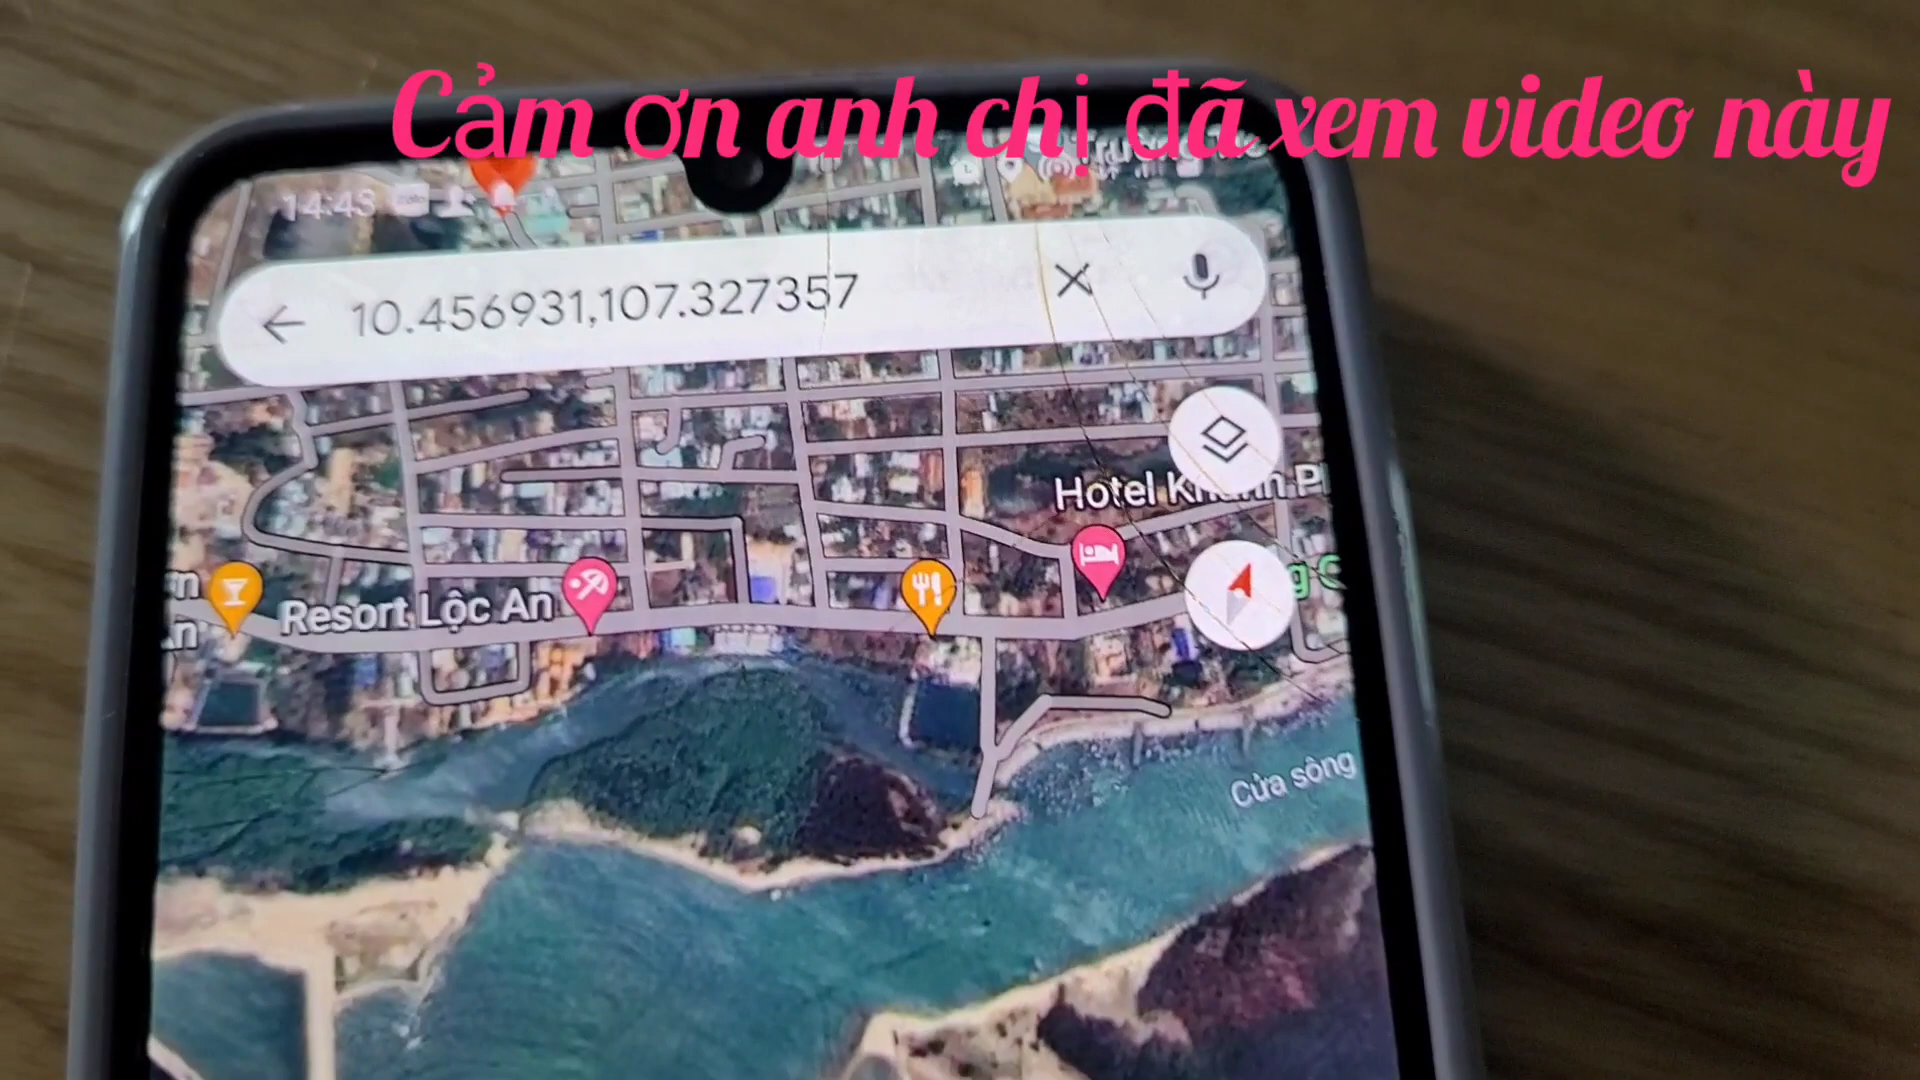 Cảm ơn anh chị đã xem video này
14:43
10.456931,107.327357
Hotel
Resort Lộc An
Cửa sông